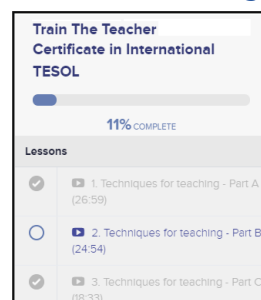 Train The Teacher
Certificate in International
TESOL
11% COMPLETE
Lessons
1. Techniques for teaching - Part A
(26:59)
2. Techniques for teaching - Part B
(24:54)
3. Techniques for teaching - Part C
(18:33)